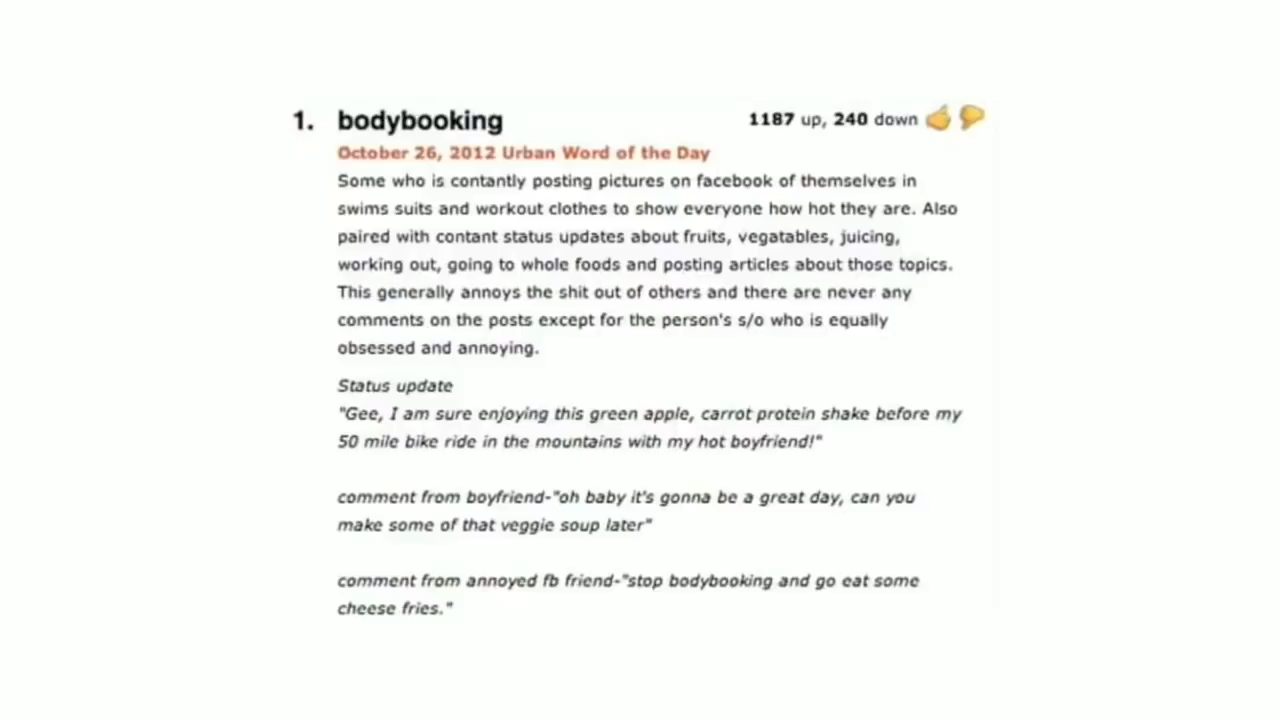 1. bodybooking 1187 up, 240 down
October 26, 2012 Urban Word of the Day
Some who is contantly posting pictures on facebook of themselves in
swims suits and workout clothes to show everyone how hot they are. Also
paired with contant status updates about fruits, vegatables, juicing,
working out, going to whole foods and posting articles about those topics.
This generally annoys the shit out of others and there are never any
comments on the posts except for the person's s/o who is equally
obsessed and annoying.
Status update
"Gee, I am sure enjoying this green apple, carrot protein shake before my
50 mile bike ride in the mountains with my hot boyfriend!"
comment from boyfriend-"oh baby it's gonna be a great day, can you
make some of that veggie soup later"
comment from annoyed fb friend-"stop bodybooking and go eat some
cheese fries."